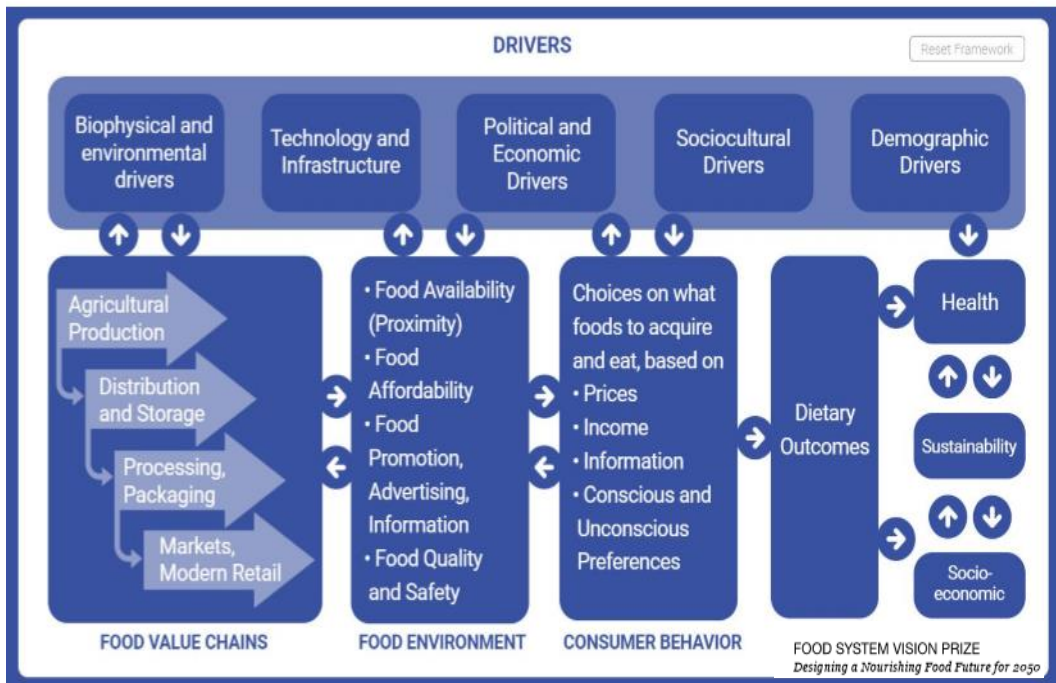 DRIVERS
Reset Framework
Biophysical and
environmental
drivers
Technology and
Infrastructure
Political and
Economic
Drivers
Sociocultural
Drivers
Demographic
Drivers
Agricultural
Production
Distribution
and Storage
Processing,
Packaging
Markets,
Modern Retail
• Food Availability
(Proximity)
• Food
Affordability
• Food
Promotion,
Advertising,
Information
• Food Quality
and Safety
Choices on what
foods to acquire
and eat, based on
• Prices
• Income
• Information
• Conscious and
Unconscious
Preferences
Dietary
Outcomes
Health
Sustainability
Socio-
economic
FOOD VALUE CHAINS
FOOD ENVIRONMENT
CONSUMER BEHAVIOR
FOOD SYSTEM VISION PRIZE
Designing a Nourishing Food Future for 2050